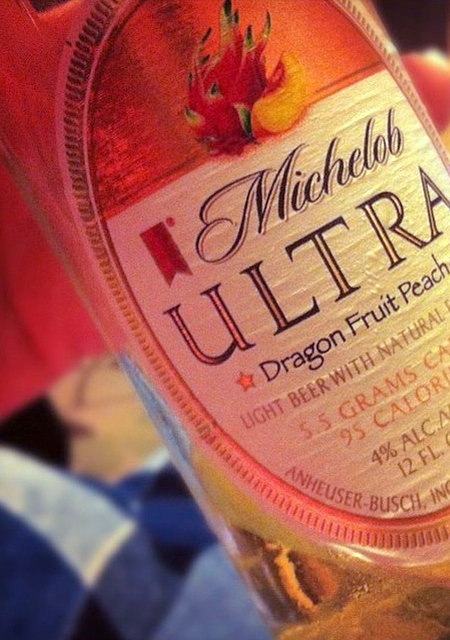 Michelob
ULTRA
Dragon Fruit Peach
LIGHT BEER WITH NATURAL
5.5 GRAMS CA
95 CALORI
4% ALC.
12 FL.
ANHEUSER-BUSCH, INC